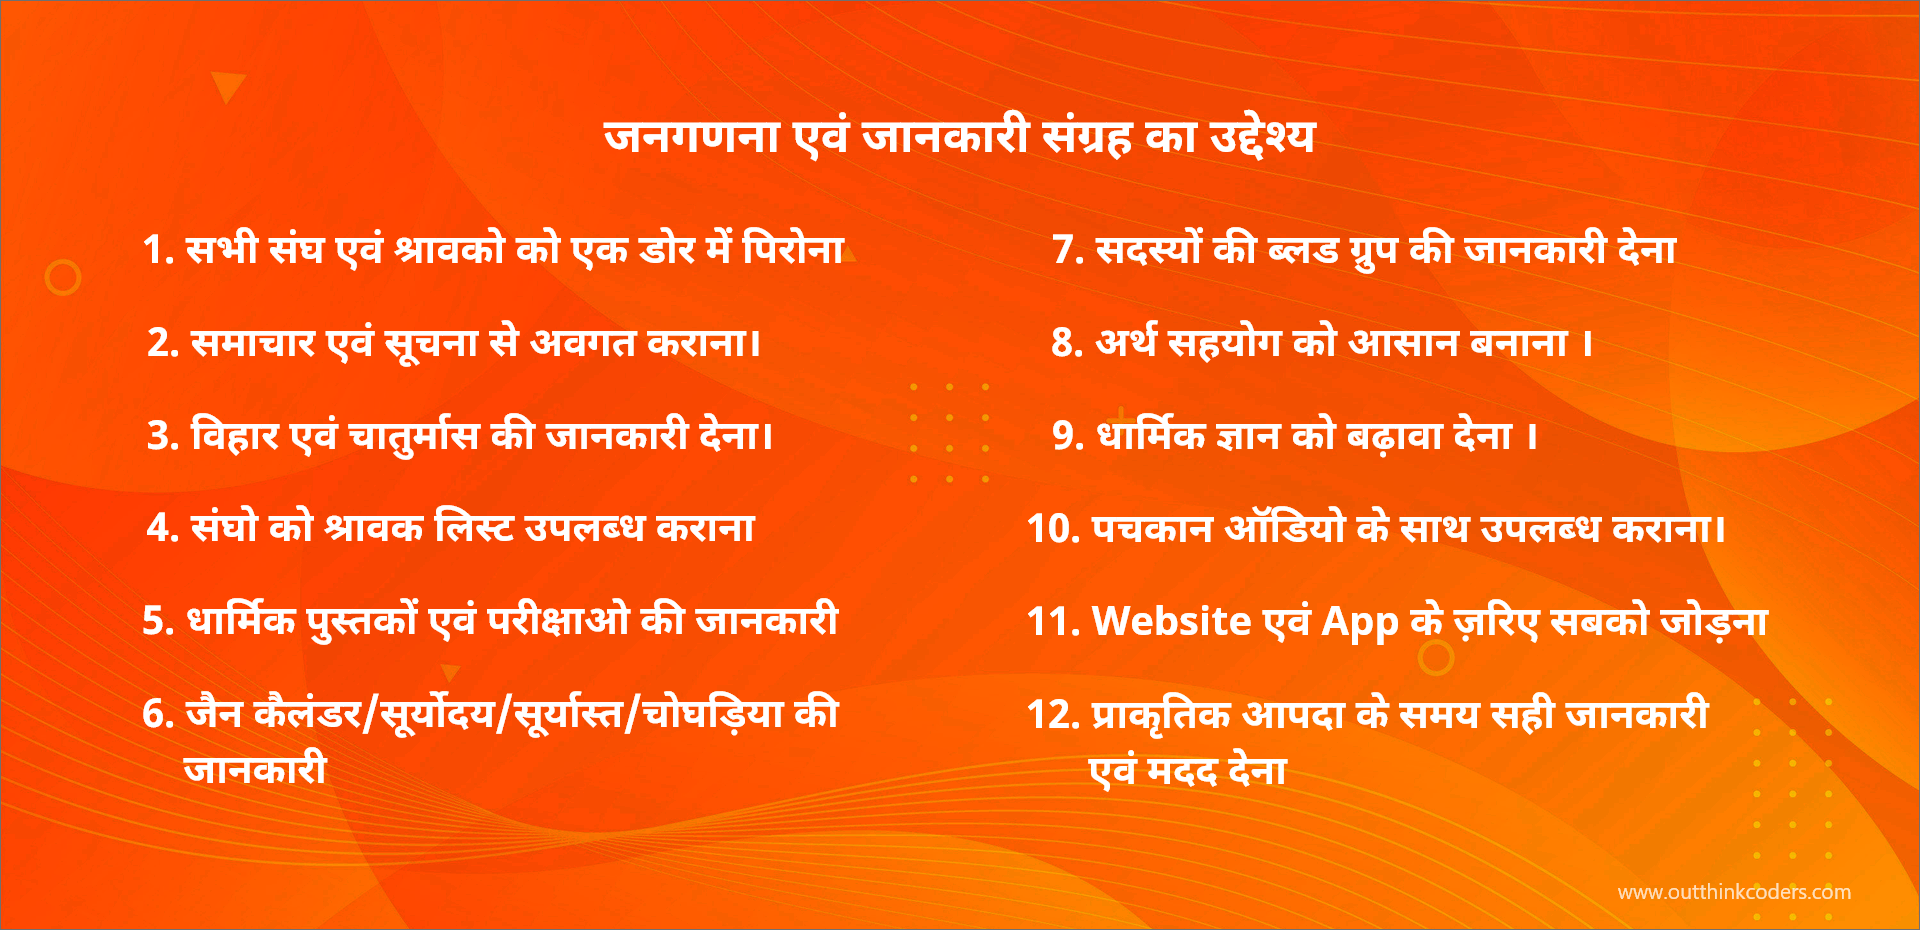 जनगणना एवं जानकारी संग्रह का उद्देश्य
1. सभी संघ एवं श्रावको को एक डोर में पिरोना
2. समाचार एवं सूचना से अवगत कराना।
3. विहार एवं चातुर्मास की जानकारी देना।
4. संघो को श्रावक लिस्ट उपलब्ध कराना
5. धार्मिक पुस्तकों एवं परीक्षाओ की जानकारी
6. जैन कैलंडर/सूर्योदय/सूर्यास्त/चोघड़िया की
जानकारी
7. सदस्यों की ब्लड ग्रुप की जानकारी देना
8. अर्थ सहयोग को आसान बनाना ।
9. धार्मिक ज्ञान को बढ़ावा देना ।
10. पचकान ऑडियो के साथ उपलब्ध कराना।
11. Website एवं App के ज़रिए सबको जोड़ना
12. प्राकृतिक आपदा के समय सही जानकारी
एवं मदद देना
www.outthinkcoders.com